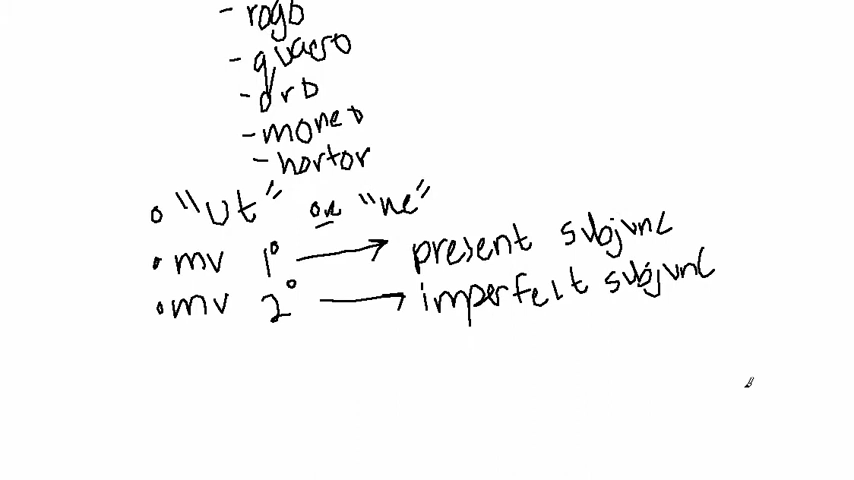 - rogo
- quaero
- oro
- moneo
- hortor
• "ut" or "ne"
• mv 1° → present subjunc
• mv 2° → imperfect subjunc